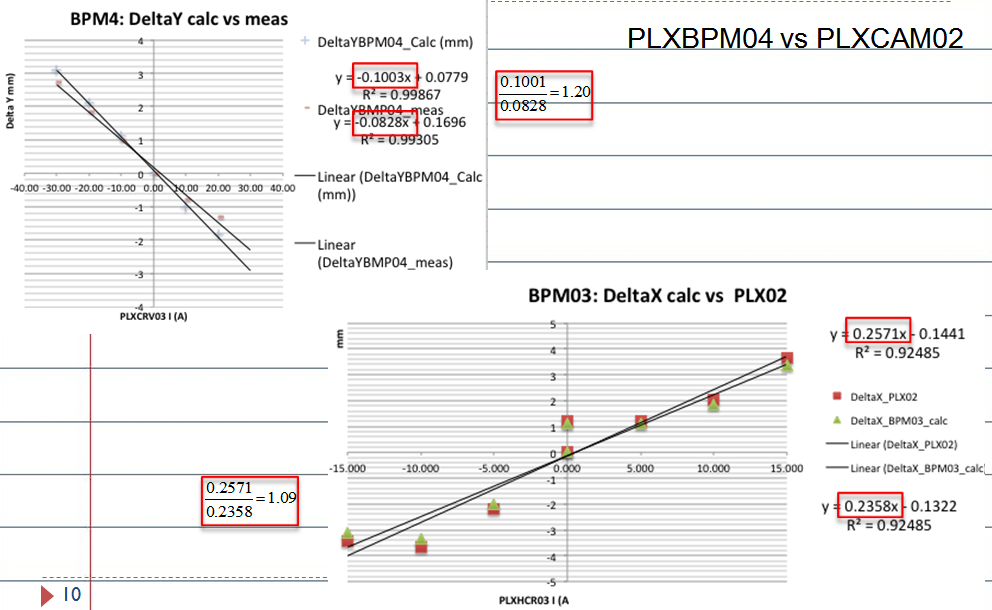 BPM4: DeltaY calc vs meas
PLXBPM04 vs PLXCAM02
Delta Y mm)
4
3
2
1
0
-1
-2
-3
-4
-40.00 -30.00 -20.00 -10.00 0.00 10.00 20.00 30.00 40.00
PLXCRV03 I (A)
DeltaYBPM04_Calc (mm)
y = -0.1003x + 0.0779
R² = 0.99867
DeltaYBMP04_meas
y = -0.0828x + 0.1696
R² = 0.99305
Linear (DeltaYBPM04_Calc
(mm))
Linear
(DeltaYBMP04_meas)
0.1001
0.0828
=1.20
BPM03: DeltaX calc vs PLX02
mm
5
4
3
2
1
0
-1
-2
-3
-4
-5
-15.000 -10.000 -5.000 0.000 5.000 10.000 15.000
PLXHCR03 I (A
y = 0.2571x - 0.1441
R² = 0.92485
DeltaX_PLX02
DeltaX_BPM03_calc
Linear (DeltaX_PLX02)
Linear (DeltaX_BPM03_calc
y = 0.2358x - 0.1322
R² = 0.92485
0.2571
0.2358
=1.09
10